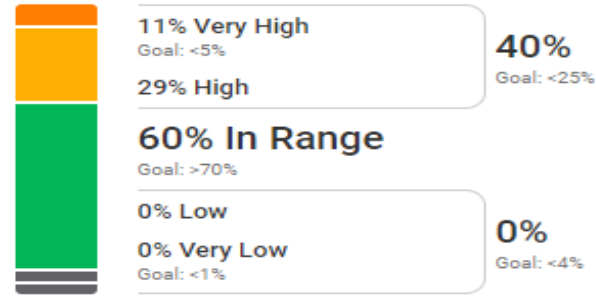 11% Very High
Goal: <5%
40%
Goal: <25%
29% High
60% In Range
Goal: >70%
0% Low
0%
Goal: <4%
0% Very Low
Goal: <1%